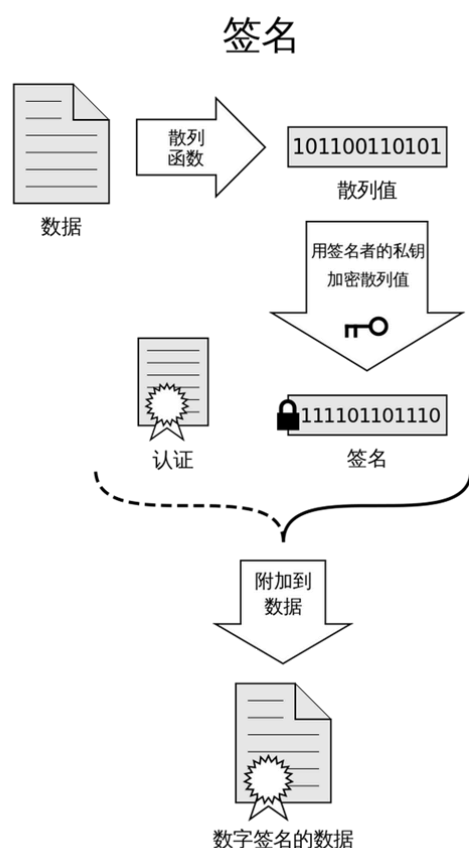 签名
散列
函数
101100110101
散列值
数据
用签名者的私钥
加密散列值
111101101110
认证
签名
附加到
数据
数字签名的数据